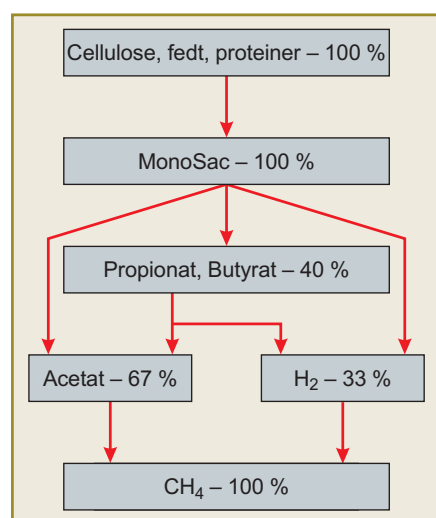 Cellulose, fedt, proteiner – 100 %
MonoSac – 100 %
Propionat, Butyrat – 40 %
Acetat – 67 %
H₂ – 33 %
CH₄ – 100 %